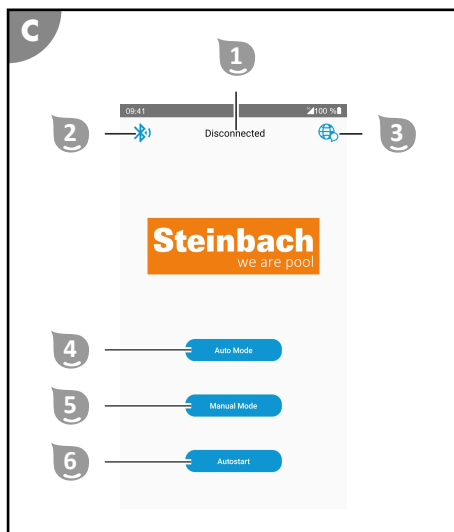 C
1
09:41
100 %
2
Disconnected
3
Steinbach
we are pool
4
Auto Mode
5
Manual Mode
6
Autostart